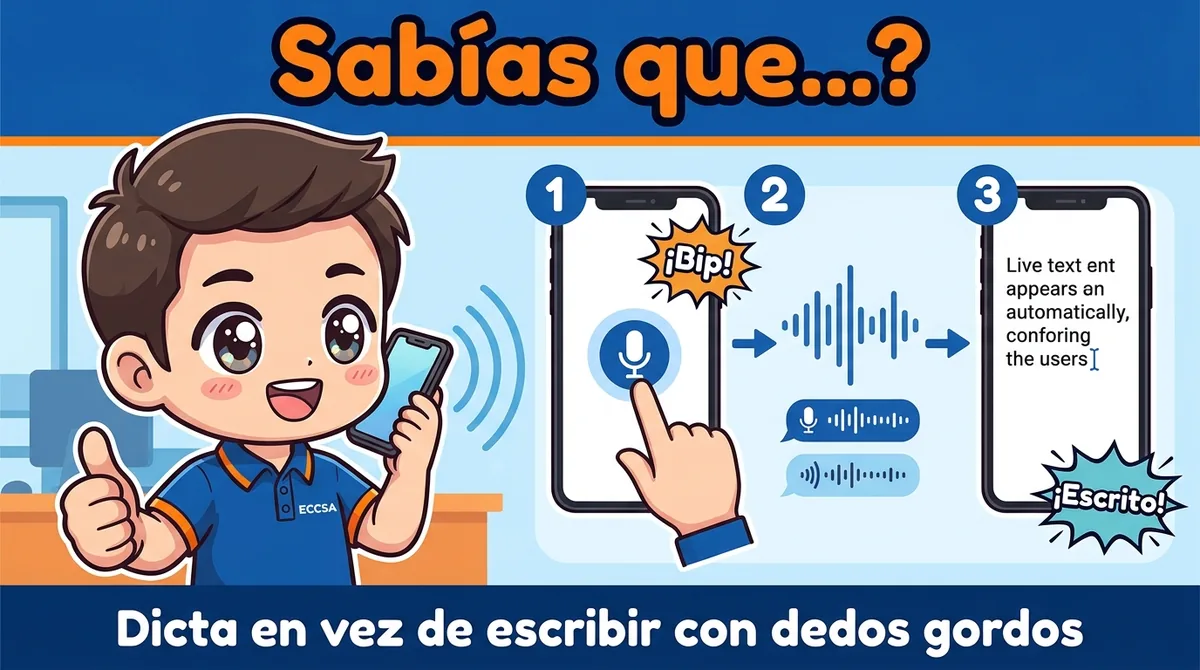 Sabías que...?
ECCSA
1
¡Bip!
2
3
Live text ent
appears an
automatically,
conforing
the users
¡Escrito!
Dicta en vez de escribir con dedos gordos